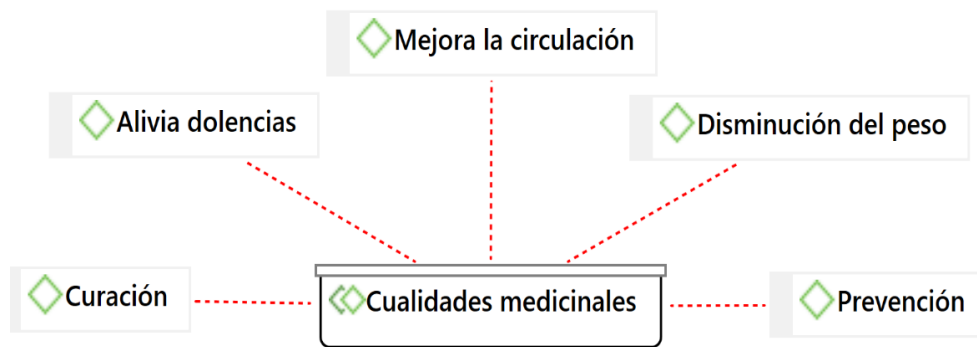 Mejora la circulación
Alivia dolencias
Disminución del peso
Curación
Cualidades medicinales
Prevención